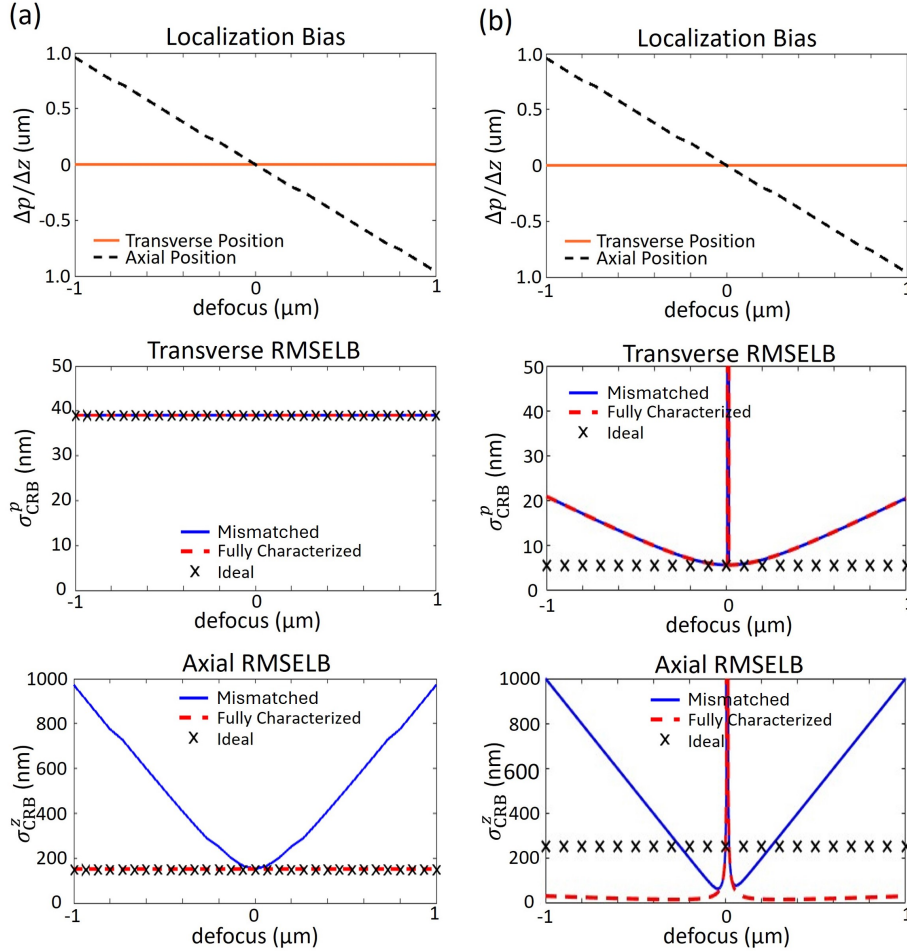 (a)
Localization Bias
1.0
0.5
0
-0.5
1.0
Δp/Δz (um)
Transverse Position
Axial Position
-1
0
1
defocus (μm)
Transverse RMSELB
50
40
30
20
10
0
σ^p_CRB (nm)
Mismatched
Fully Characterized
Ideal
-1
0
1
defocus (μm)
Axial RMSELB
1000
800
600
400
200
0
σ^z_CRB (nm)
Mismatched
Fully Characterized
Ideal
-1
0
1
defocus (μm)
(b)
Localization Bias
1.0
0.5
0
-0.5
1.0
Δp/Δz (um)
Transverse Position
Axial Position
-1
0
1
defocus (μm)
Transverse RMSELB
50
40
30
20
10
0
σ^p_CRB (nm)
Mismatched
Fully Characterized
Ideal
-1
0
1
defocus (μm)
Axial RMSELB
1000
800
600
400
200
0
σ^z_CRB (nm)
Mismatched
Fully Characterized
Ideal
-1
0
1
defocus (μm)